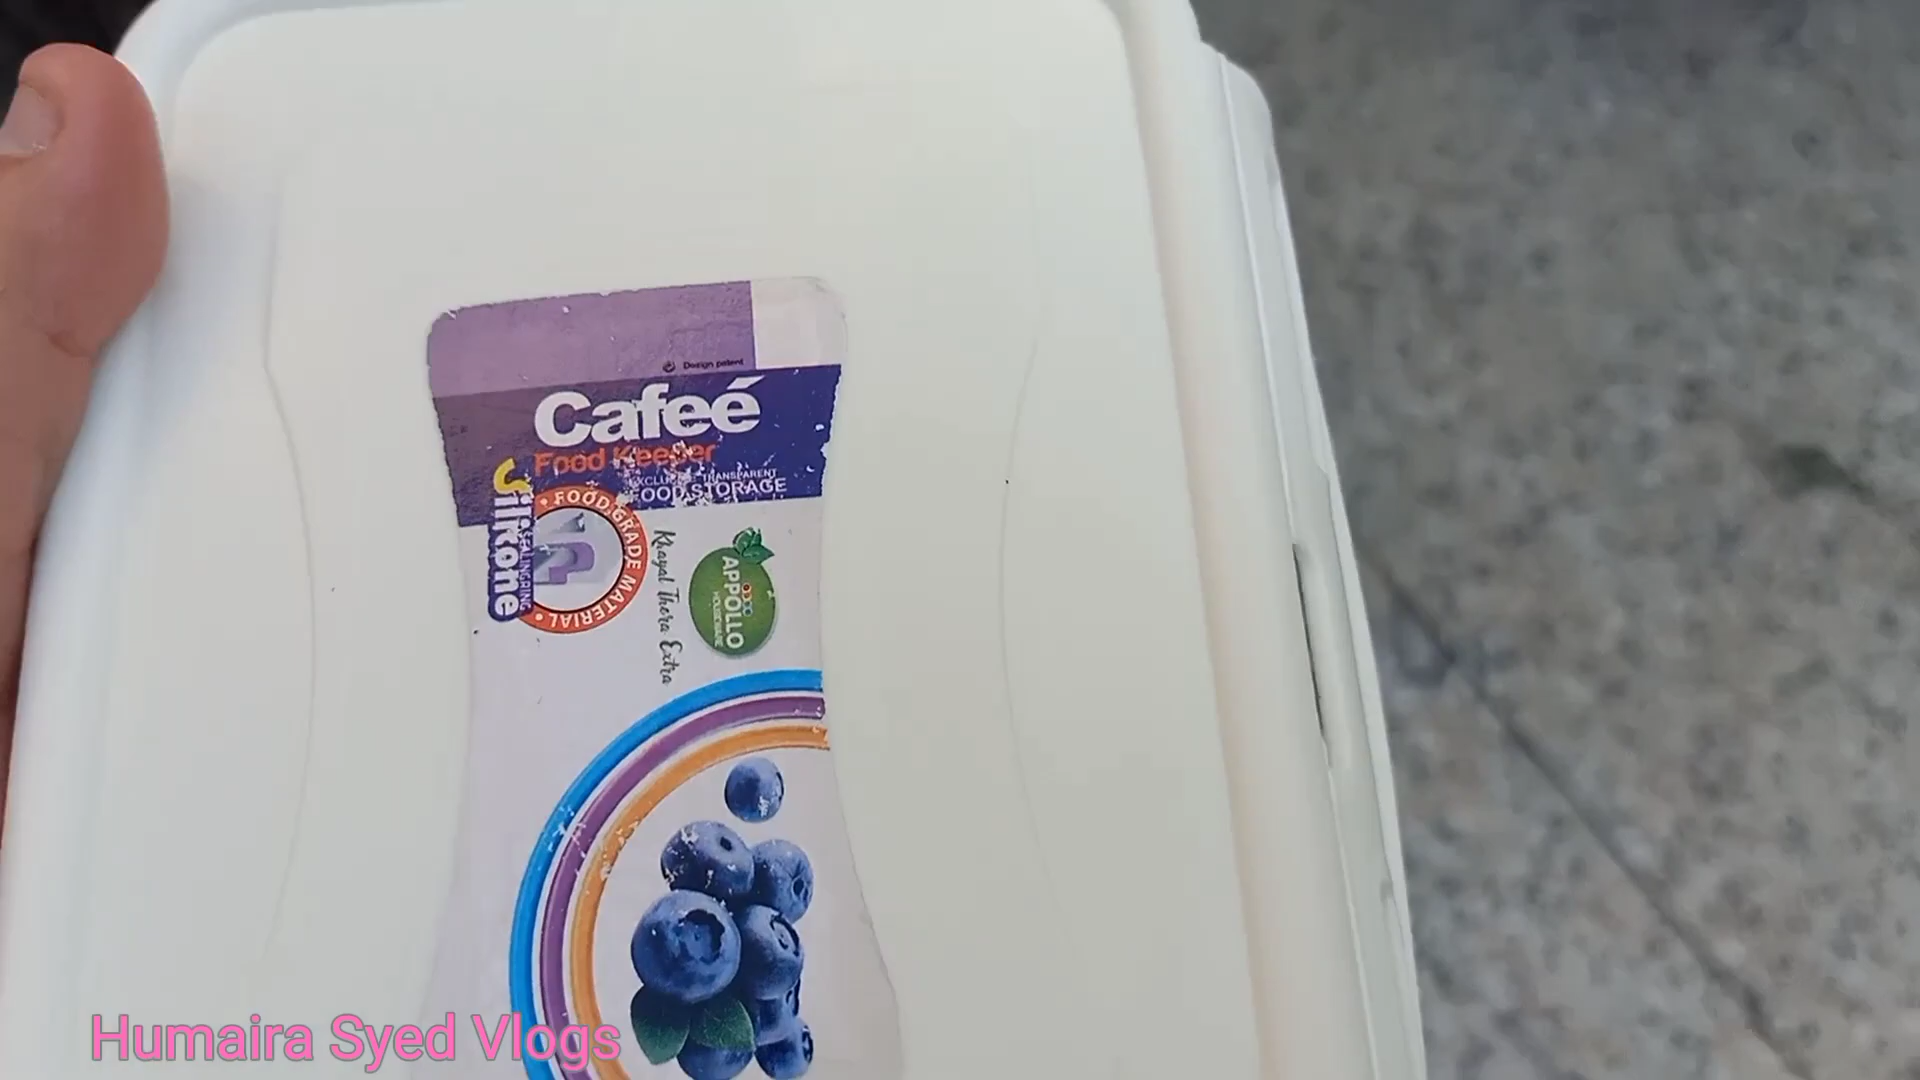 Design patent
Cafeé
Food Keeper
TRANSPARENT
FOOD STORAGE
Silicone
SEALING RING
• FOOD GRADE MATERIAL •
Khayal Thora Extra
APPOLLO
HOUSEWARE
Humaira Syed Vlogs